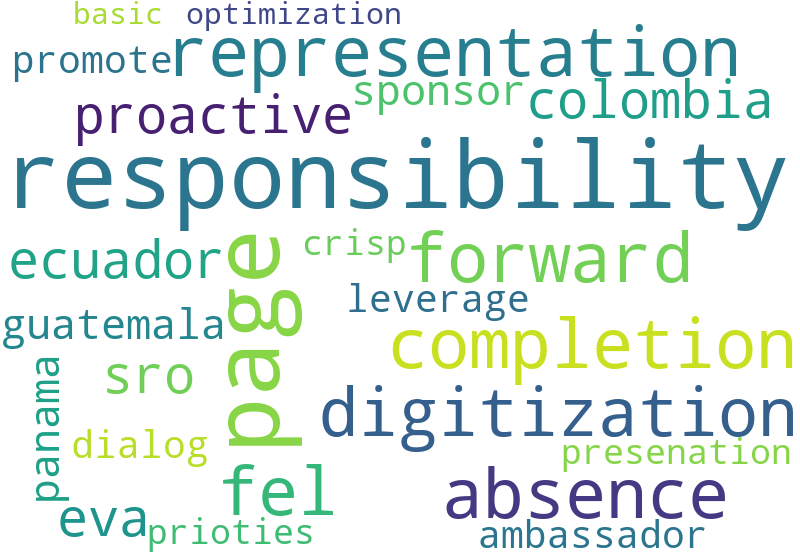 basic optimization
promote representation
proactive sponsor colombia
responsibility
ecuador page crisp forward
guatemala leverage
completion
panama sro
digitization
dialog presenation
fel absence
eva prioties ambassador